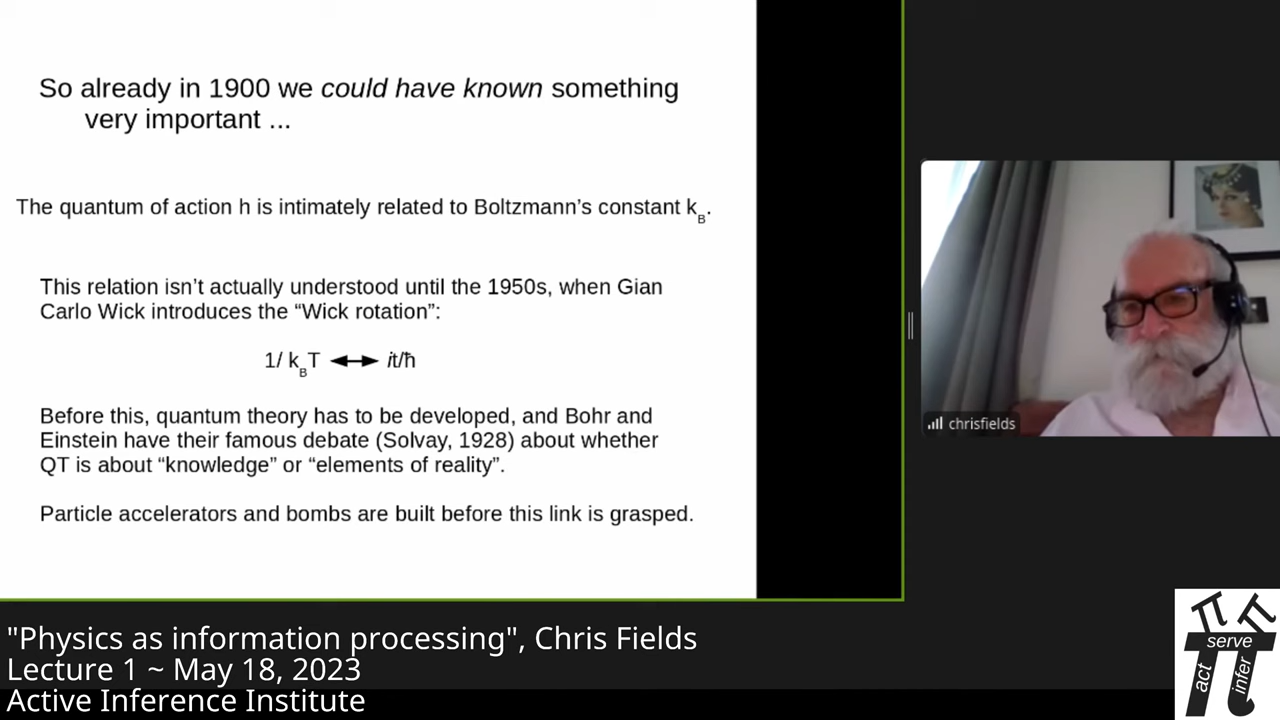 So already in 1900 we could have known something
very important ...
The quantum of action h is intimately related to Boltzmann's constant k_B.
This relation isn't actually understood until the 1950s, when Gian
Carlo Wick introduces the “Wick rotation”:
1/ k_BT ◄─► it/ħ
Before this, quantum theory has to be developed, and Bohr and
Einstein have their famous debate (Solvay, 1928) about whether
QT is about “knowledge” or “elements of reality”.
Particle accelerators and bombs are built before this link is grasped.
chrisfields
"Physics as information processing", Chris Fields
Lecture 1 ~ May 18, 2023
Active Inference Institute
serve
act
infer